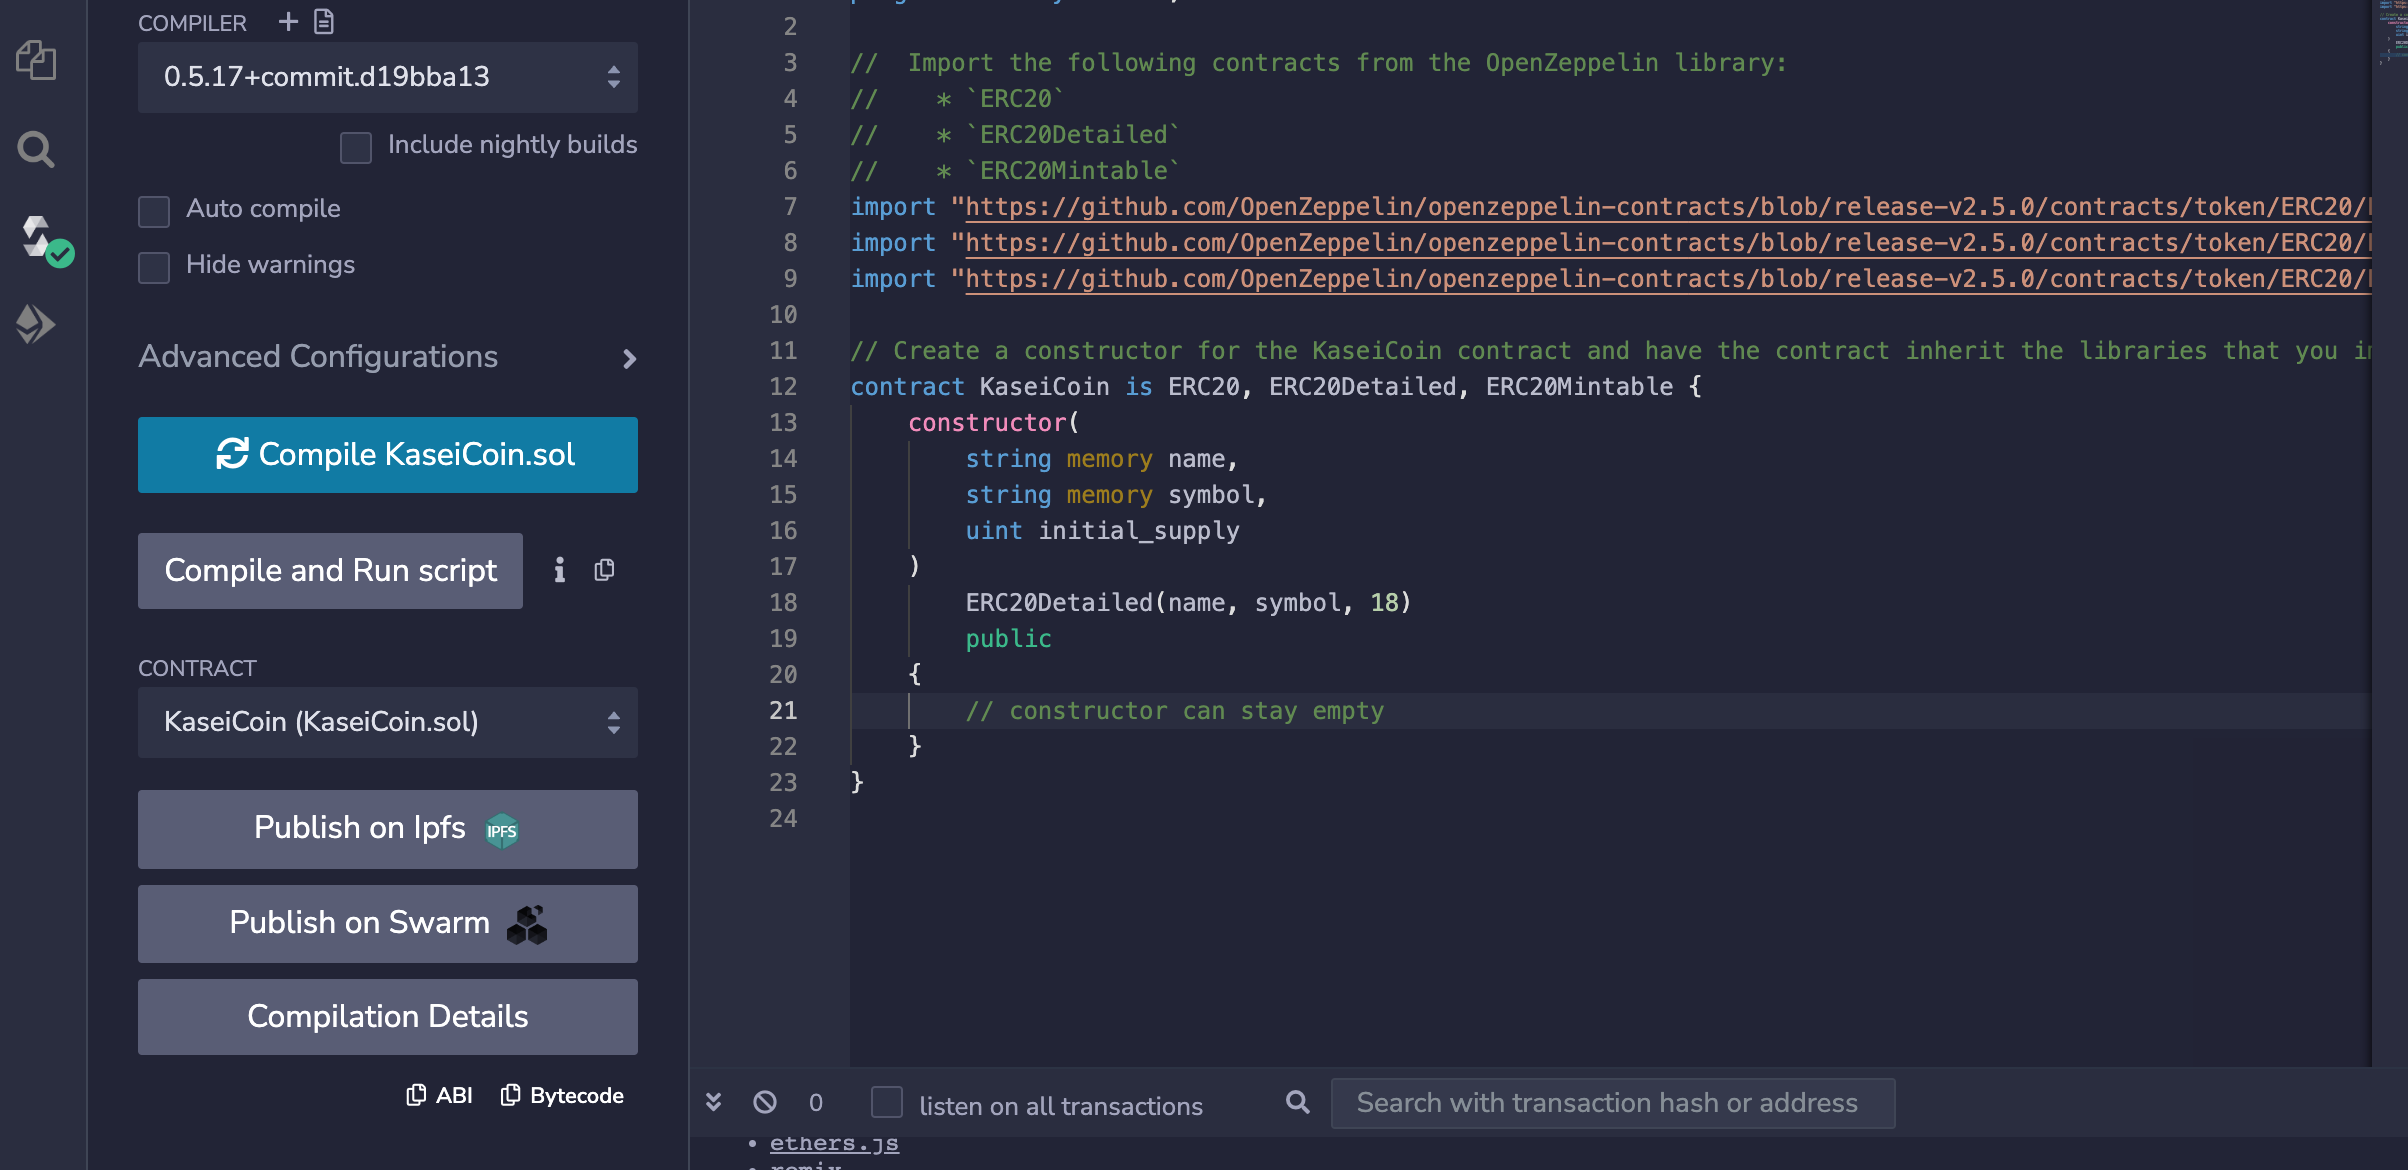 COMPILER
0.5.17+commit.d19bba13
Include nightly builds
Auto compile
Hide warnings
Advanced Configurations
Compile KaseiCoin.sol
Compile and Run script
CONTRACT
KaseiCoin (KaseiCoin.sol)
Publish on Ipfs IPFS
Publish on Swarm
Compilation Details
ABI Bytecode
2
3 //  Import the following contracts from the OpenZeppelin library:
4 //    * `ERC20`
5 //    * `ERC20Detailed`
6 //    * `ERC20Mintable`
7 import "https://github.com/OpenZeppelin/openzeppelin-contracts/blob/release-v2.5.0/contracts/token/ERC20/
8 import "https://github.com/OpenZeppelin/openzeppelin-contracts/blob/release-v2.5.0/contracts/token/ERC20/
9 import "https://github.com/OpenZeppelin/openzeppelin-contracts/blob/release-v2.5.0/contracts/token/ERC20/
10
11 // Create a constructor for the KaseiCoin contract and have the contract inherit the libraries that you
12 contract KaseiCoin is ERC20, ERC20Detailed, ERC20Mintable {
13     constructor(
14         string memory name,
15         string memory symbol,
16         uint initial_supply
17     )
18         ERC20Detailed(name, symbol, 18)
19         public
20     {
21         // constructor can stay empty
22     }
23 }
24
0 listen on all transactions Search with transaction hash or address
• ethers.js
• remix